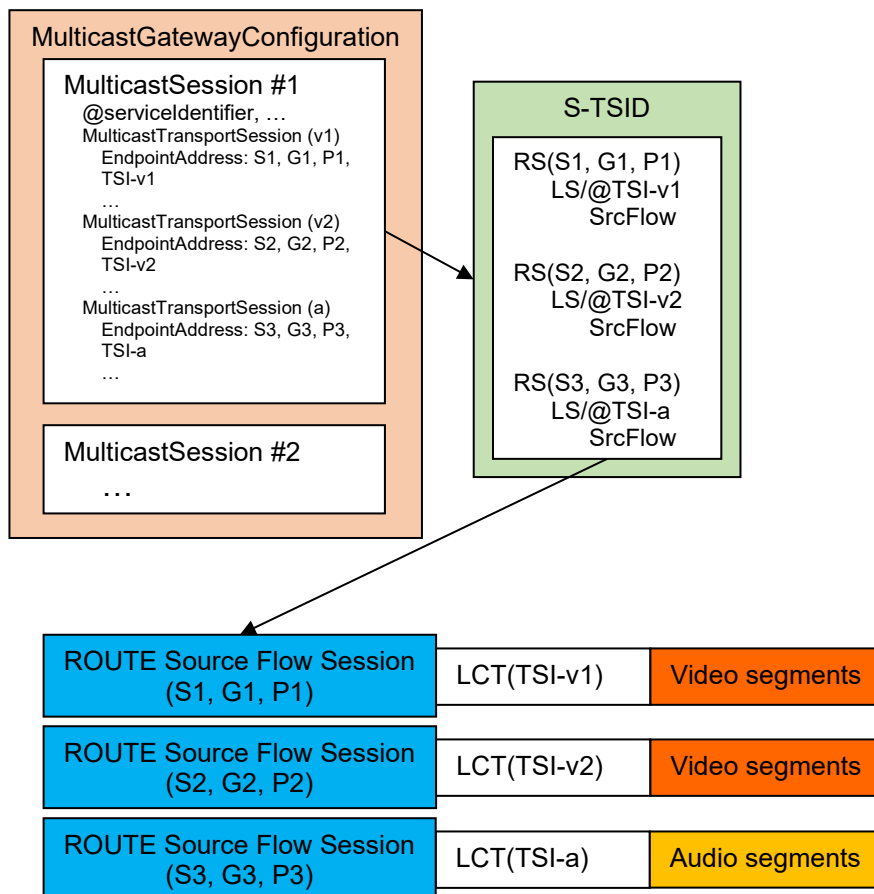 MulticastGatewayConfiguration
MulticastSession #1
@serviceIdentifier, …
MulticastTransportSession (v1)
EndpointAddress: S1, G1, P1,
TSI-v1
…
MulticastTransportSession (v2)
EndpointAddress: S2, G2, P2,
TSI-v2
…
MulticastTransportSession (a)
EndpointAddress: S3, G3, P3,
TSI-a
…
MulticastSession #2
…
S-TSID
RS(S1, G1, P1)
LS/@TSI-v1
SrcFlow
RS(S2, G2, P2)
LS/@TSI-v2
SrcFlow
RS(S3, G3, P3)
LS/@TSI-a
SrcFlow
ROUTE Source Flow Session
(S1, G1, P1)
LCT(TSI-v1)
Video segments
ROUTE Source Flow Session
(S2, G2, P2)
LCT(TSI-v2)
Video segments
ROUTE Source Flow Session
(S3, G3, P3)
LCT(TSI-a)
Audio segments